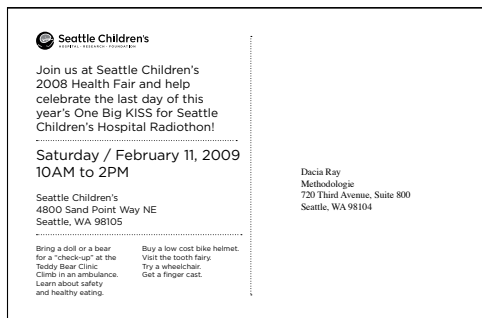 Seattle Children's
HOSPITAL · RESEARCH · FOUNDATION
Join us at Seattle Children's
2008 Health Fair and help
celebrate the last day of this
year's One Big KISS for Seattle
Children's Hospital Radiothon!
Saturday / February 11, 2009
10AM to 2PM
Seattle Children's
4800 Sand Point Way NE
Seattle, WA 98105
Bring a doll or a bear
for a "check-up" at the
Teddy Bear Clinic
Climb in an ambulance.
Learn about safety
and healthy eating.
Buy a low cost bike helmet.
Visit the tooth fairy.
Try a wheelchair.
Get a finger cast.
Dacia Ray
Methodologie
720 Third Avenue, Suite 800
Seattle, WA 98104